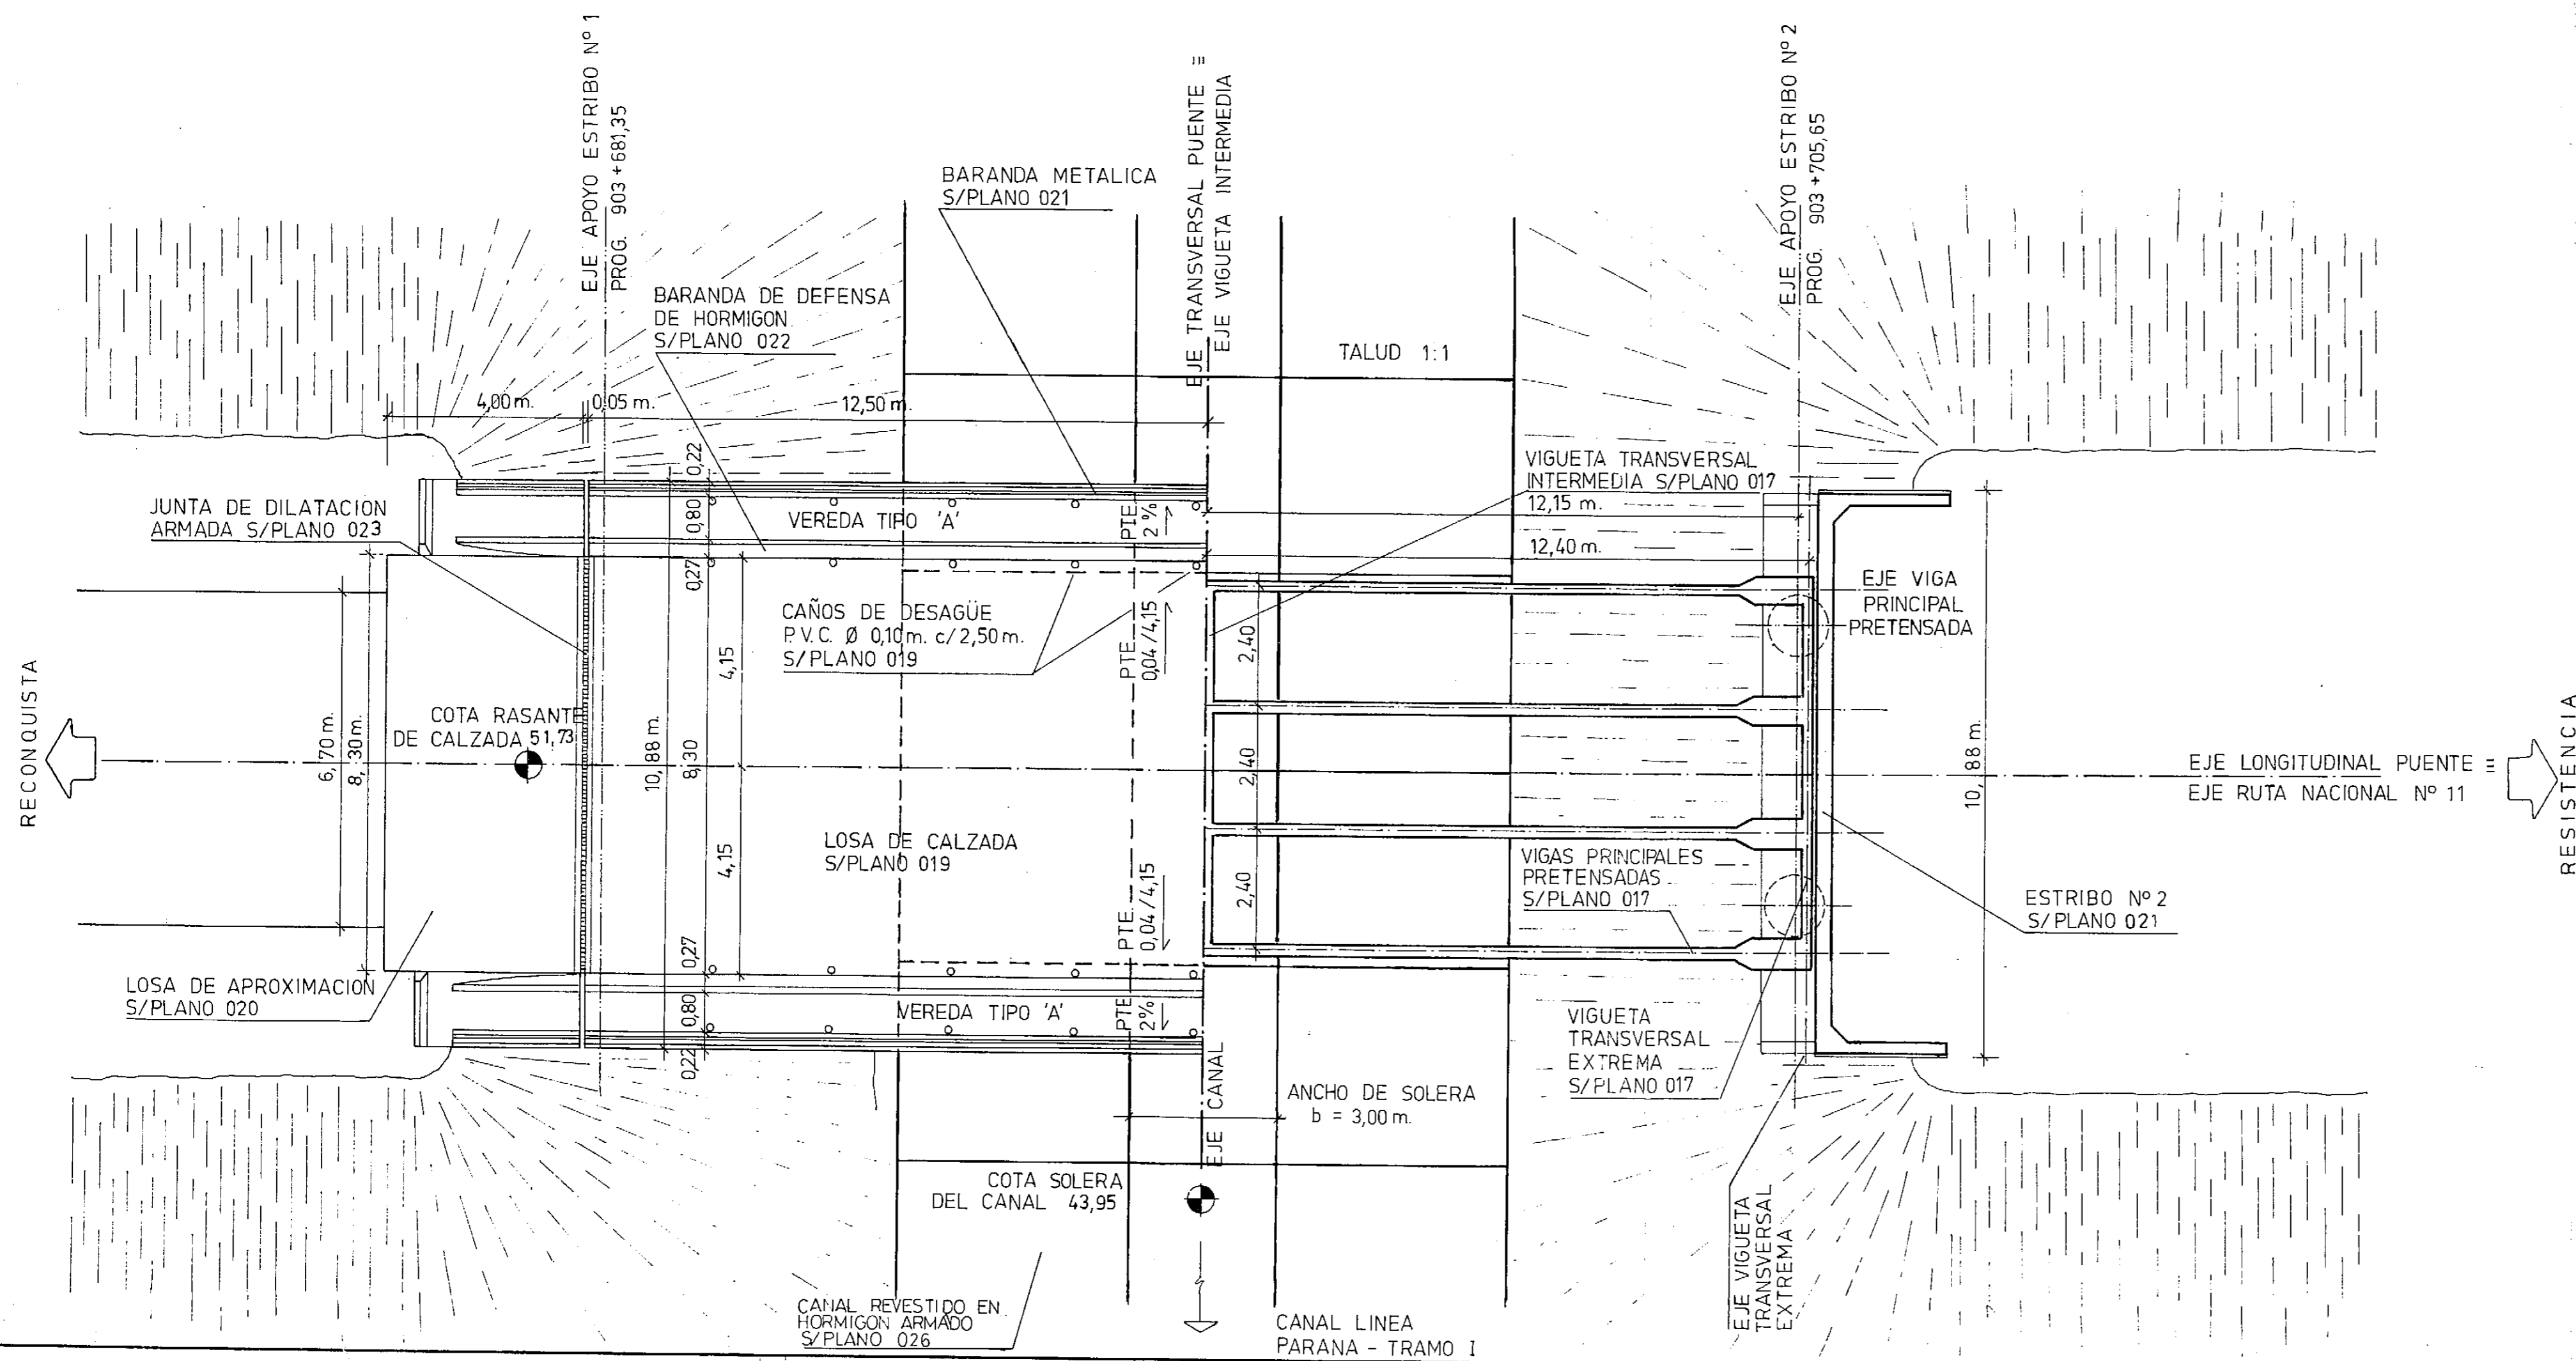 EJE APOYO ESTRIBO Nº 1
PROG. 903+681,35
EJE TRANSVERSAL PUENTE ≡
EJE VIGUETA INTERMEDIA
EJE APOYO ESTRIBO Nº 2
PROG. 903+705,65
BARANDA METALICA
S/PLANO 021
BARANDA DE DEFENSA
DE HORMIGON
S/PLANO 022
TALUD 1:1
4,00 m.
0,05 m.
12,50 m.
JUNTA DE DILATACION
ARMADA S/PLANO 023
0,22
0,80
0,27
VEREDA TIPO 'A'
PTE
2%
VIGUETA TRANSVERSAL
INTERMEDIA S/PLANO 017
12,15 m.
12,40 m.
EJE VIGA
PRINCIPAL
PRETENSADA
CAÑOS DE DESAGÜE
P.V.C. Ø 0,10m. c/2,50m.
S/PLANO 019
PTE
0,04/4,15
4,15
2,40
RECONQUISTA
6,70 m.
8,30 m.
COTA RASANTE
DE CALZADA 51,73
10,88 m.
8,30
2,40
10,88 m.
EJE LONGITUDINAL PUENTE ≡
EJE RUTA NACIONAL Nº 11
RESISTENCIA
LOSA DE CALZADA
S/PLANO 019
4,15
PTE.
0,04/4,15
2,40
VIGAS PRINCIPALES
PRETENSADAS
S/PLANO 017
ESTRIBO Nº 2
S/PLANO 021
LOSA DE APROXIMACION
S/PLANO 020
0,27
0,80
0,22
VEREDA TIPO 'A'
PTE
2%
VIGUETA
TRANSVERSAL
EXTREMA
S/PLANO 017
EJE CANAL
ANCHO DE SOLERA
b = 3,00 m.
COTA SOLERA
DEL CANAL 43,95
EJE VIGUETA
TRANSVERSAL
EXTREMA
CANAL REVESTIDO EN
HORMIGON ARMADO
S/PLANO 026
CANAL LINEA
PARANA - TRAMO I